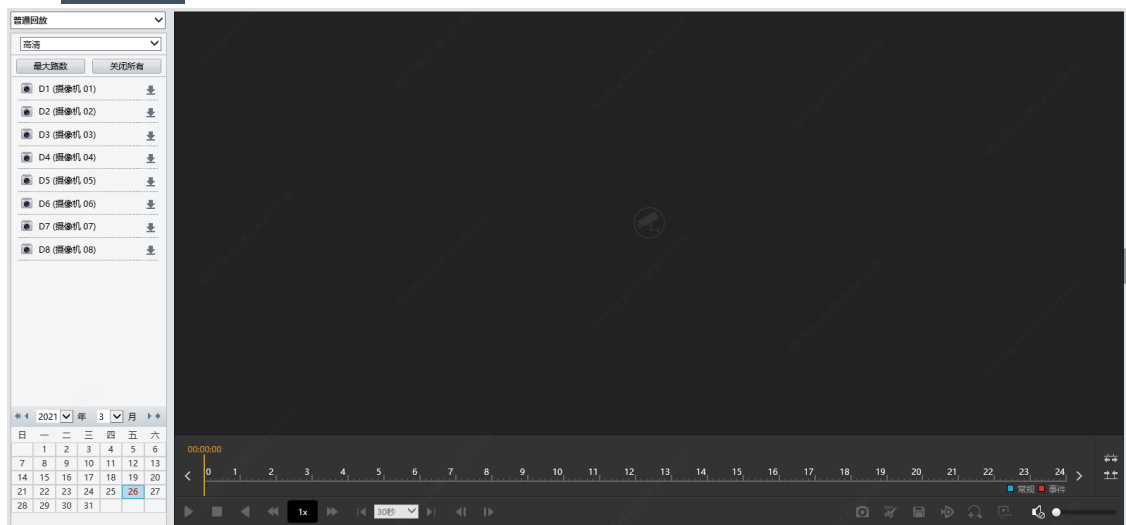 普通回放
高清
最大路数 关闭所有
D1 (摄像机 01)
D2 (摄像机 02)
D3 (摄像机 03)
D4 (摄像机 04)
D5 (摄像机 05)
D6 (摄像机 06)
D7 (摄像机 07)
D8 (摄像机 08)
2021 年 3 月
日 一 二 三 四 五 六
1 2 3 4 5 6
7 8 9 10 11 12 13
14 15 16 17 18 19 20
21 22 23 24 25 26 27
28 29 30 31
00:00:00
0 1 2 3 4 5 6 7 8 9 10 11 12 13 14 15 16 17 18 19 20 21 22 23 24
常规 事件
1x 30秒